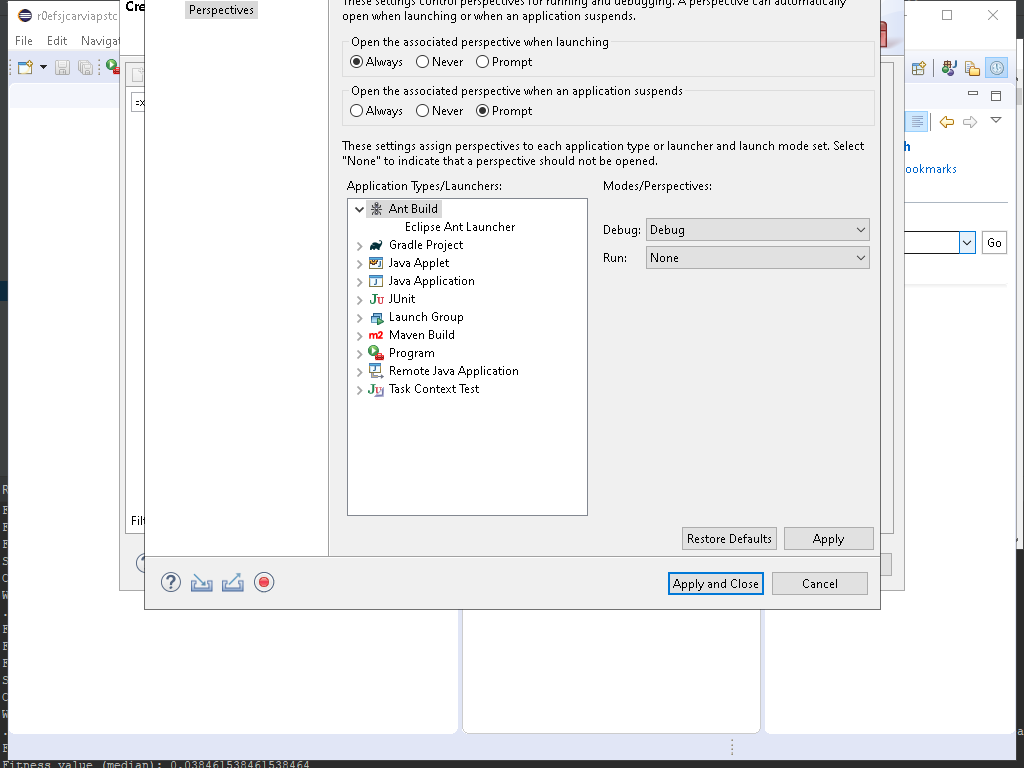 r0efsjcarviapstc
Cre
Perspectives
These settings control perspectives for running and debugging. A perspective can automatically
open when launching or when an application suspends.
File Edit Naviga
Open the associated perspective when launching
Always Never Prompt
Open the associated perspective when an application suspends
Always Never Prompt
These settings assign perspectives to each application type or launcher and launch mode set. Select
"None" to indicate that a perspective should not be opened.
h
ookmarks
Application Types/Launchers:
Modes/Perspectives:
Ant Build
Eclipse Ant Launcher
Gradle Project
Java Applet
Java Application
JUnit
Launch Group
Maven Build
Program
Remote Java Application
Task Context Test
Debug: Debug
Run: None
Go
Filt
Restore Defaults
Apply
Apply and Close
Cancel
Fitness value (median): 0.038461538461538464